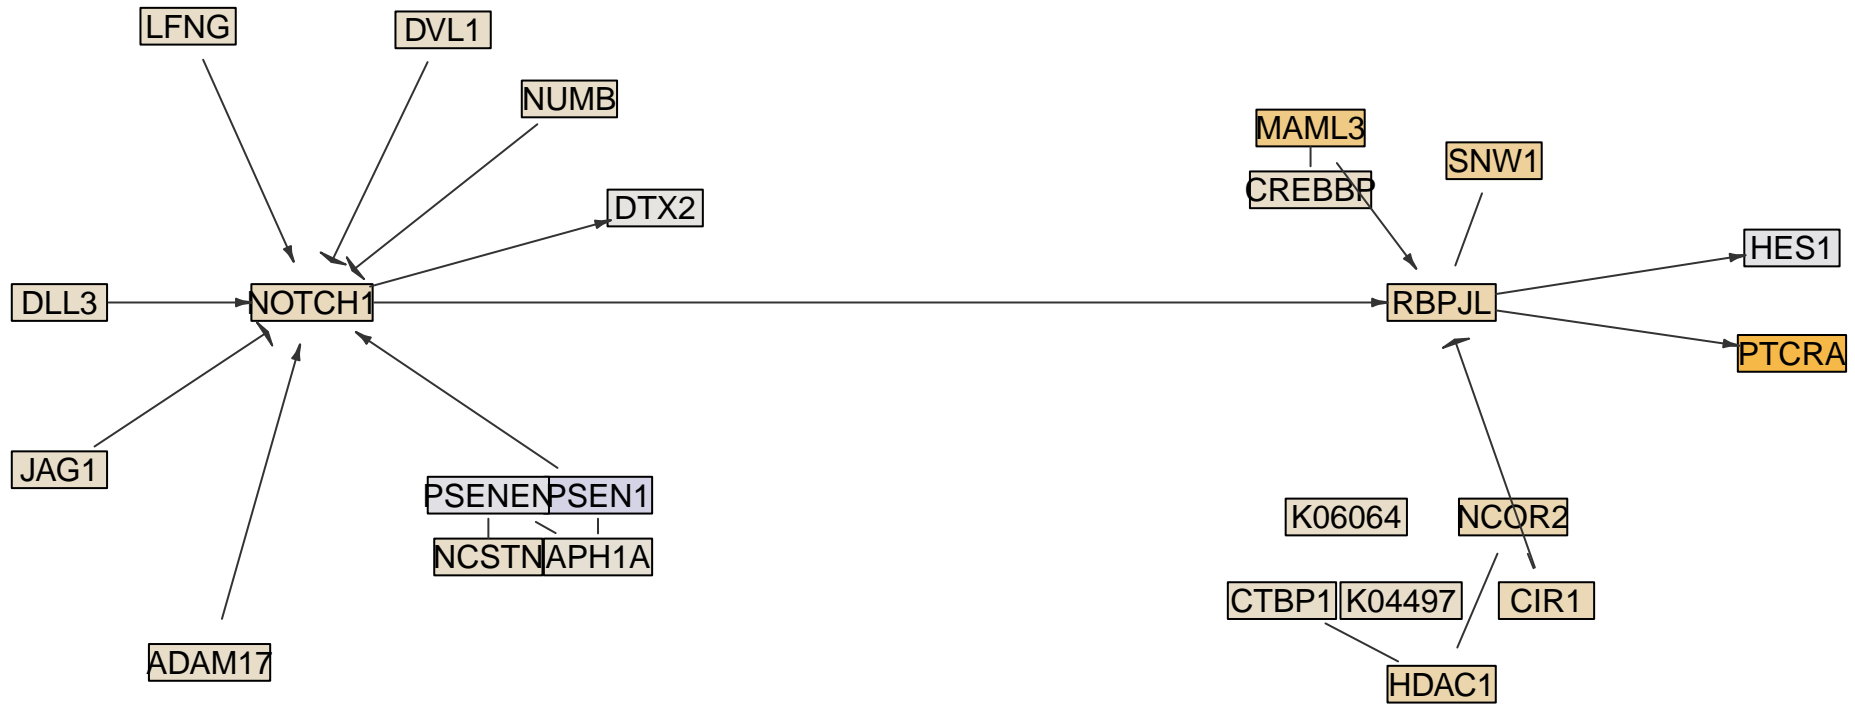 LFNG
DVL1
NUMB
MAML3
SNW1
CREBBP
DTX2
HES1
DLL3
NOTCH1
RBPJL
PTCRA
JAG1
PSENEN
PSEN1
K06064
NCOR2
NCSTN
APH1A
CTBP1
K04497
CIR1
ADAM17
HDAC1